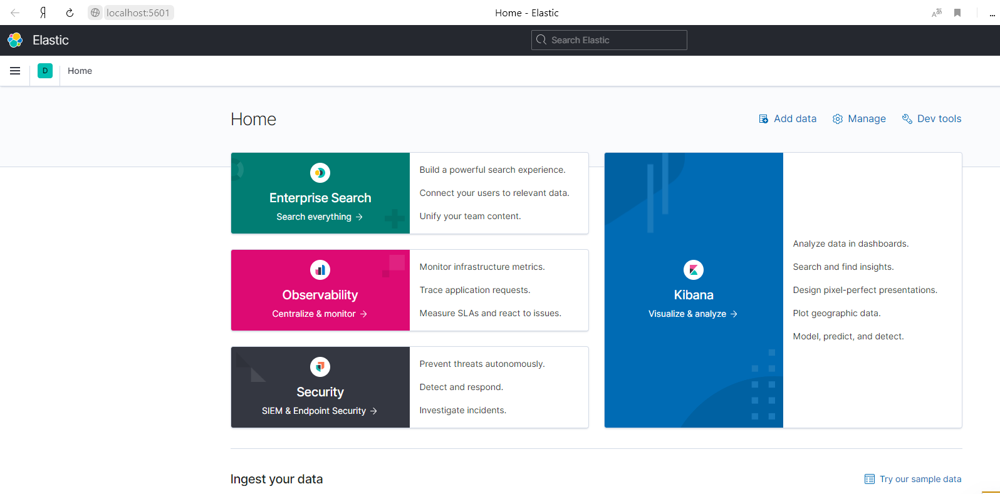 Я
localhost:5601
Home - Elastic
...
Elastic
Search Elastic
D
Home
Home
Add data
Manage
Dev tools
Enterprise Search
Search everything →
Build a powerful search experience.
Connect your users to relevant data.
Unify your team content.
Observability
Centralize & monitor →
Monitor infrastructure metrics.
Trace application requests.
Measure SLAs and react to issues.
Security
SIEM & Endpoint Security →
Prevent threats autonomously.
Detect and respond.
Investigate incidents.
Kibana
Visualize & analyze →
Analyze data in dashboards.
Search and find insights.
Design pixel-perfect presentations.
Plot geographic data.
Model, predict, and detect.
Ingest your data
Try our sample data